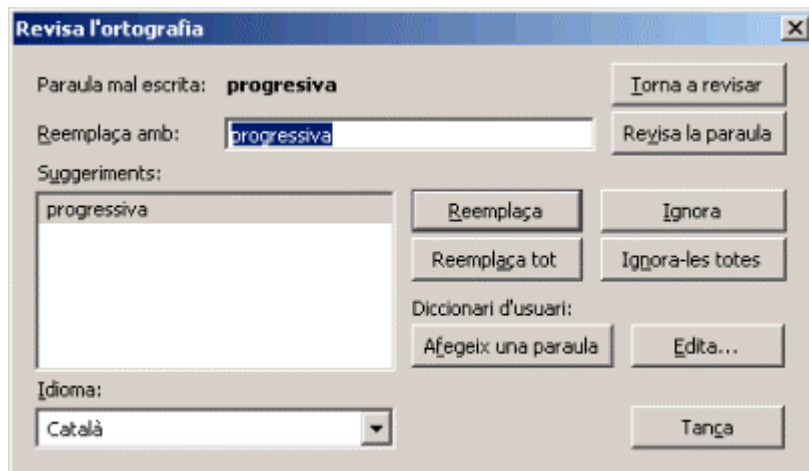 Revisa l'ortografia
Paraula mal escrita: progresiva
Torna a revisar
Reemplaça amb: progressiva
Revisa la paraula
Suggeriments:
progressiva
Reemplaça
Ignora
Reemplaça tot
Ignora-les totes
Diccionari d'usuari:
Afegeix una paraula
Edita...
Idioma:
Català
Tança